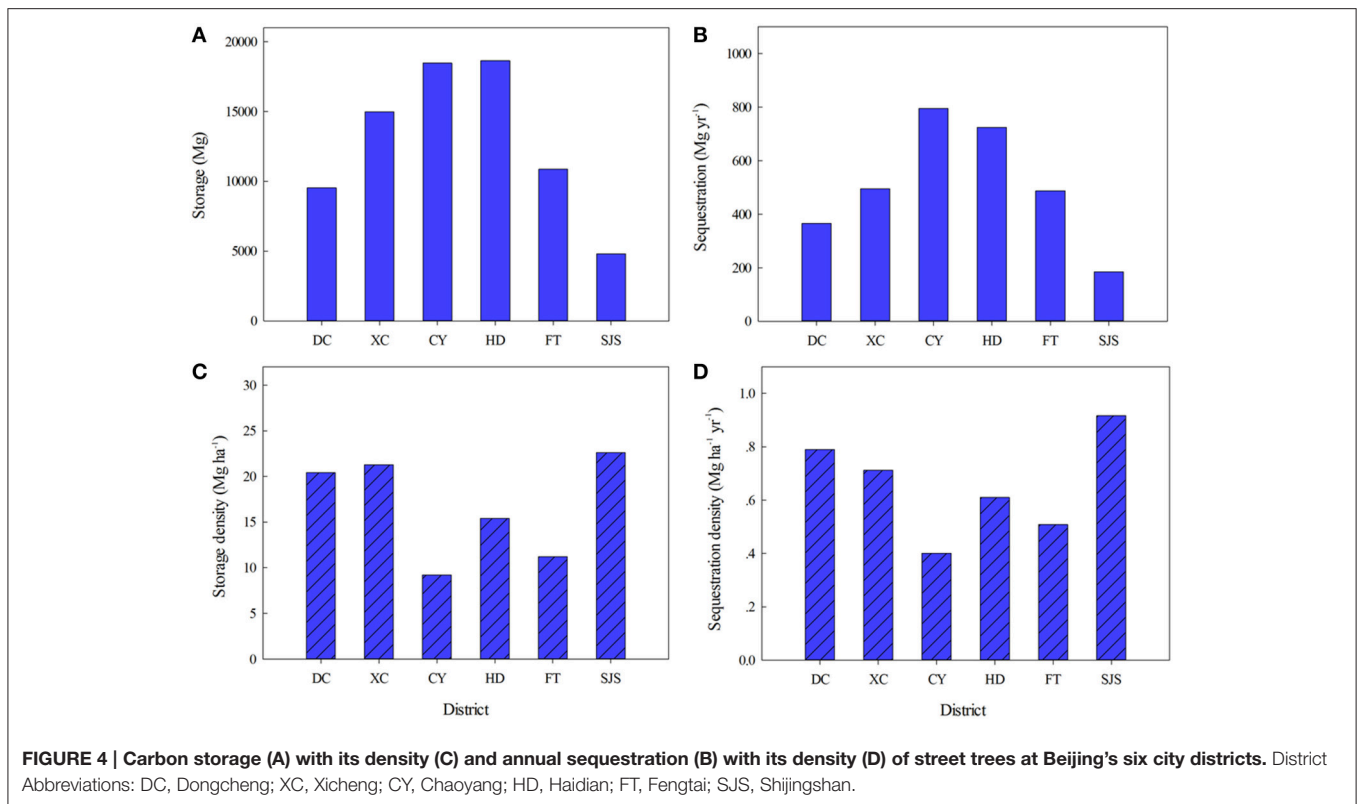 A
Storage (Mg)
20000
15000
10000
5000
0
DC XC CY HD FT SJS
B
Sequestration (Mg yr⁻¹)
1000
800
600
400
200
0
DC XC CY HD FT SJS
C
Storage density (Mg ha⁻¹)
30
25
20
15
10
5
0
DC XC CY HD FT SJS
District
D
Sequestration density (Mg ha⁻¹ yr⁻¹)
1.0
.8
.6
.4
.2
0.0
DC XC CY HD FT SJS
District
FIGURE 4 | Carbon storage (A) with its density (C) and annual sequestration (B) with its density (D) of street trees at Beijing's six city districts. District
Abbreviations: DC, Dongcheng; XC, Xicheng; CY, Chaoyang; HD, Haidian; FT, Fengtai; SJS, Shijingshan.